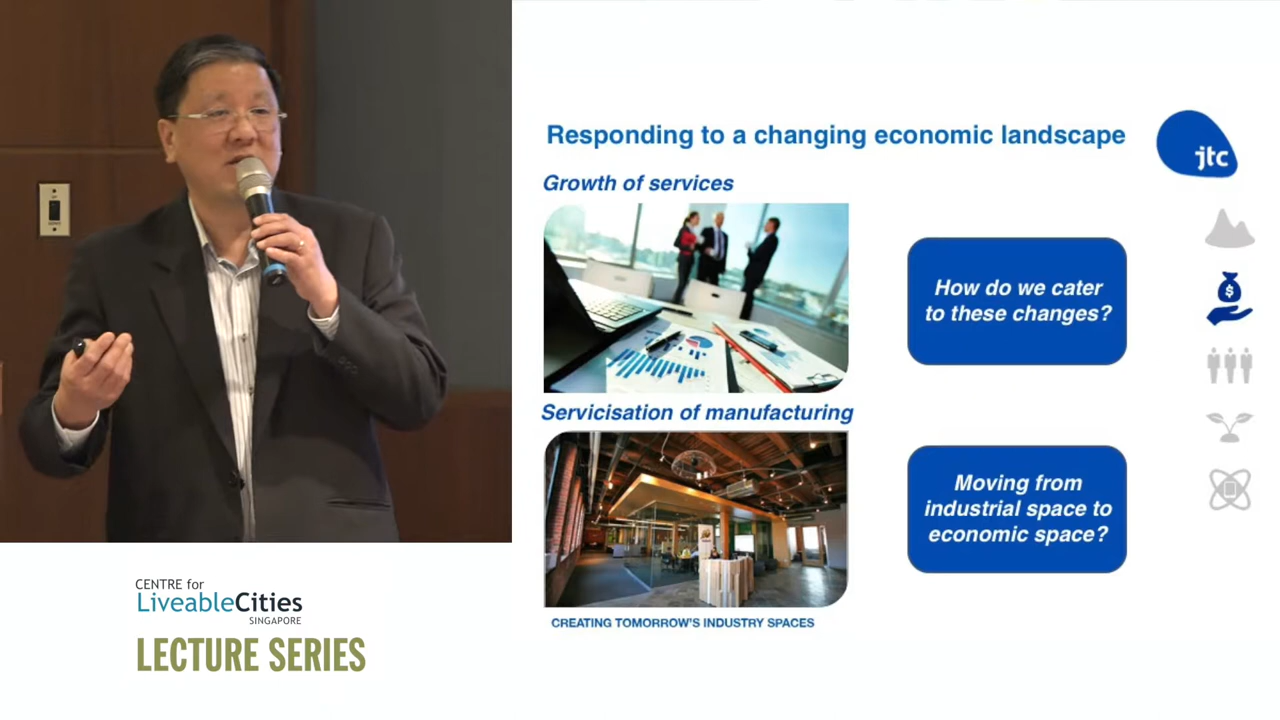 Responding to a changing economic landscape
jtc
Growth of services
How do we cater
to these changes?
$
Servicisation of manufacturing
Moving from
industrial space to
economic space?
CREATING TOMORROW'S INDUSTRY SPACES
CENTRE for
LiveableCities
SINGAPORE
LECTURE SERIES